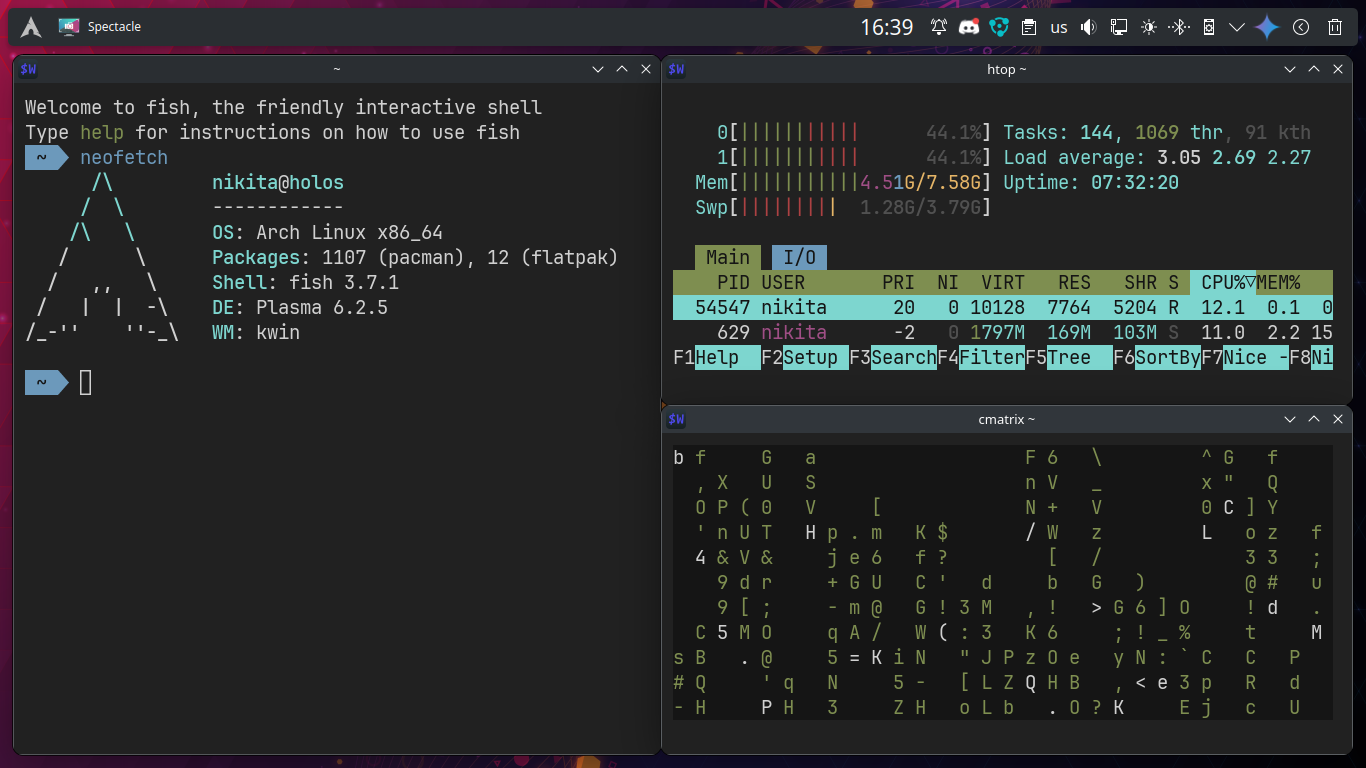 Spectacle
16:39
us
$W ~
Welcome to fish, the friendly interactive shell
Type help for instructions on how to use fish
~ neofetch
/\
/ \
/\ \
/ \
/ ,, \
/ | | -\
/_-'' ''-_\
nikita@holos
------------
OS: Arch Linux x86_64
Packages: 1107 (pacman), 12 (flatpak)
Shell: fish 3.7.1
DE: Plasma 6.2.5
WM: kwin
~
$W htop ~
0[||||||||||| 44.1%] Tasks: 144, 1069 thr, 91 kth
1[||||||||||| 44.1%] Load average: 3.05 2.69 2.27
Mem[|||||||||||4.51G/7.58G] Uptime: 07:32:20
Swp[||||||||| 1.28G/3.79G]
Main I/O
PID USER PRI NI VIRT RES SHR S CPU%▽MEM%
54547 nikita 20 0 10128 7764 5204 R 12.1 0.1 0
629 nikita -2 0 1797M 169M 103M S 11.0 2.2 15
F1Help F2Setup F3SearchF4FilterF5Tree F6SortByF7Nice -F8Ni
$W cmatrix ~
b f G a F 6 \ ^ G f
, X U S n V _ x " Q
O P ( 0 V [ N + V 0 C ] Y
' n U T H p . m K $ / W z L o z f
4 & V & j e 6 f ? [ / 3 3 ;
9 d r + G U C ' d b G ) @ # u
9 [ ; - m @ G ! 3 M , ! > G 6 ] O ! d .
C 5 M O q A / W ( : 3 K 6 ; ! _ % t M
s B . @ 5 = K i N " J P z O e y N : ` C C P
# Q ' q N 5 - [ L Z Q H B , < e 3 p R d
- H P H 3 Z H o L b . O ? K E j c U